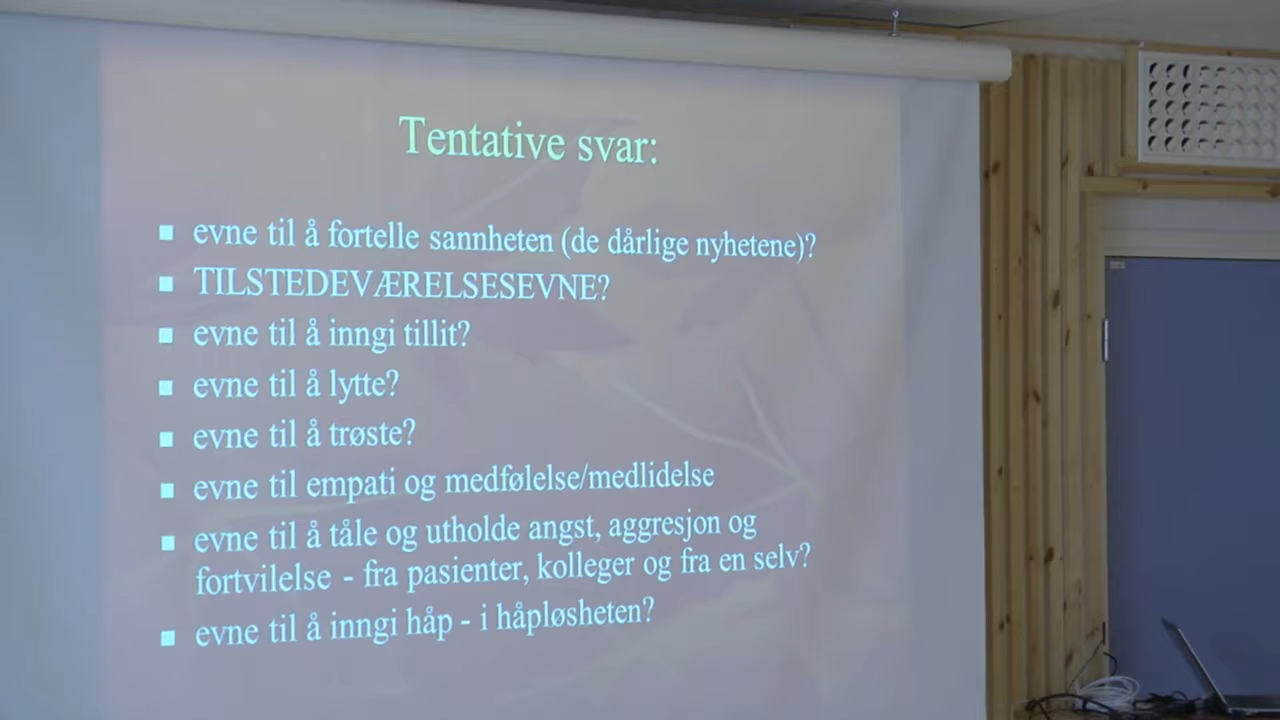 Tentative svar:
■ evne til å fortelle sannheten (de dårlige nyhetene)?
■ TILSTEDEVÆRELSESEVNE?
■ evne til å inngi tillit?
■ evne til å lytte?
■ evne til å trøste?
■ evne til empati og medfølelse/medlidelse
■ evne til å tåle og utholde angst, aggresjon og
fortvilelse - fra pasienter, kolleger og fra en selv?
■ evne til å inngi håp - i håpløsheten?